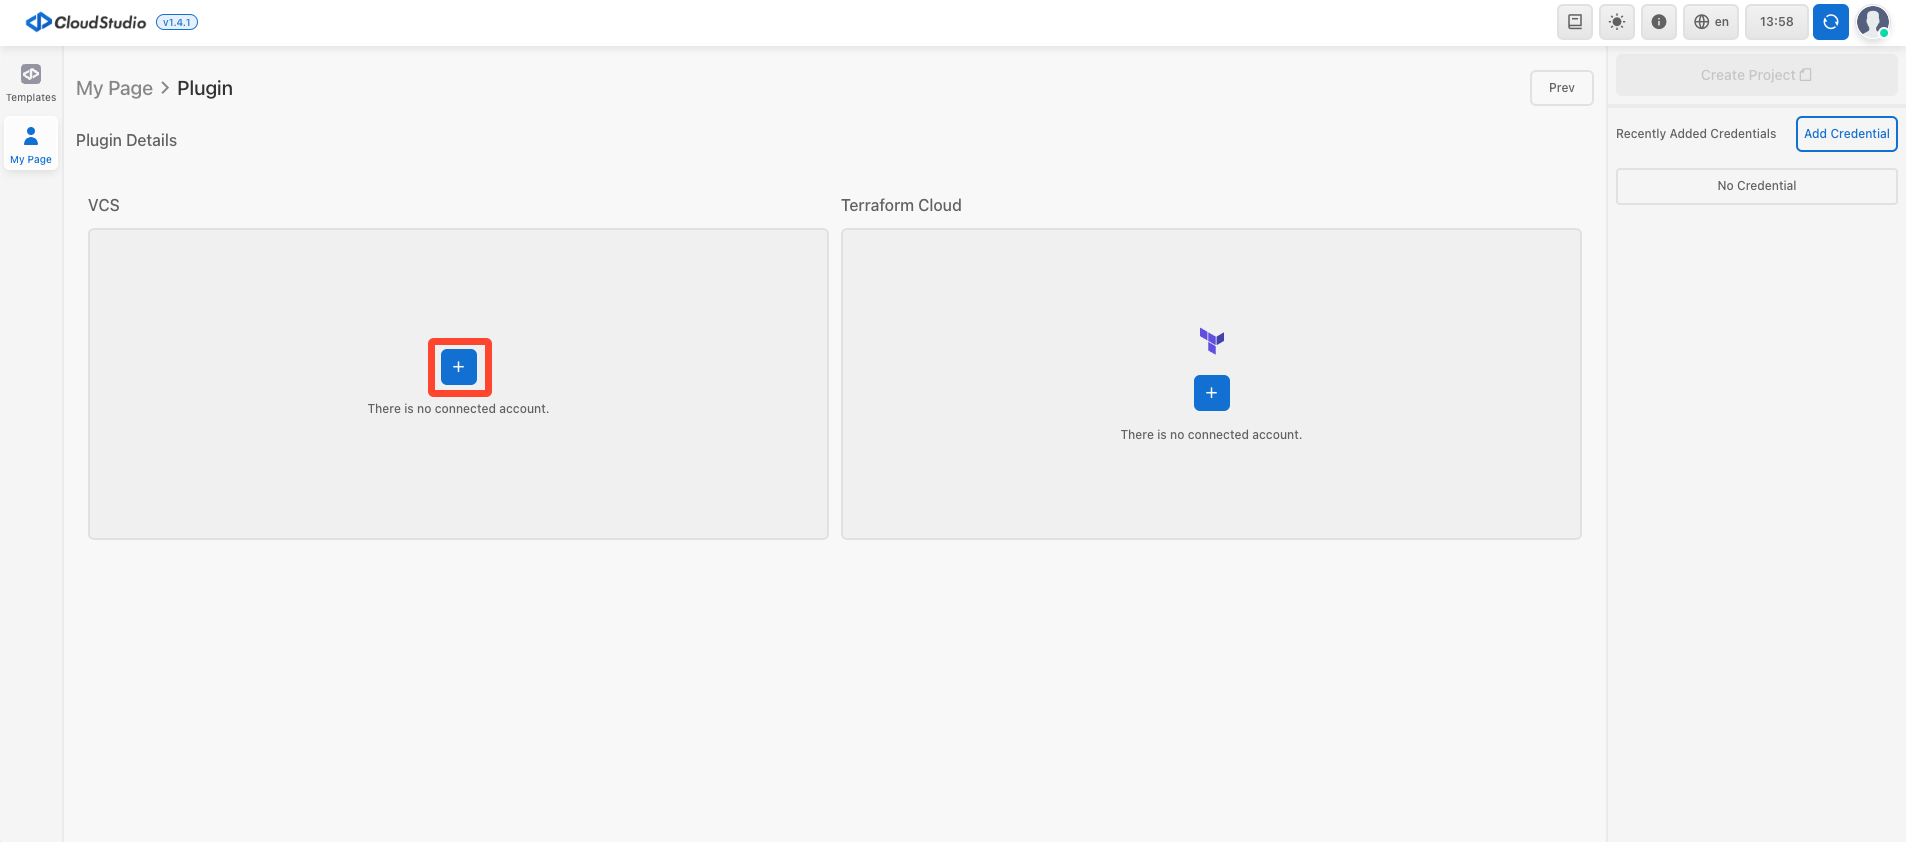 CloudStudio v1.4.1
en
13:58
Templates
My Page
My Page > Plugin
Prev
Plugin Details
VCS
There is no connected account.
Terraform Cloud
There is no connected account.
Create Project
Recently Added Credentials
Add Credential
No Credential